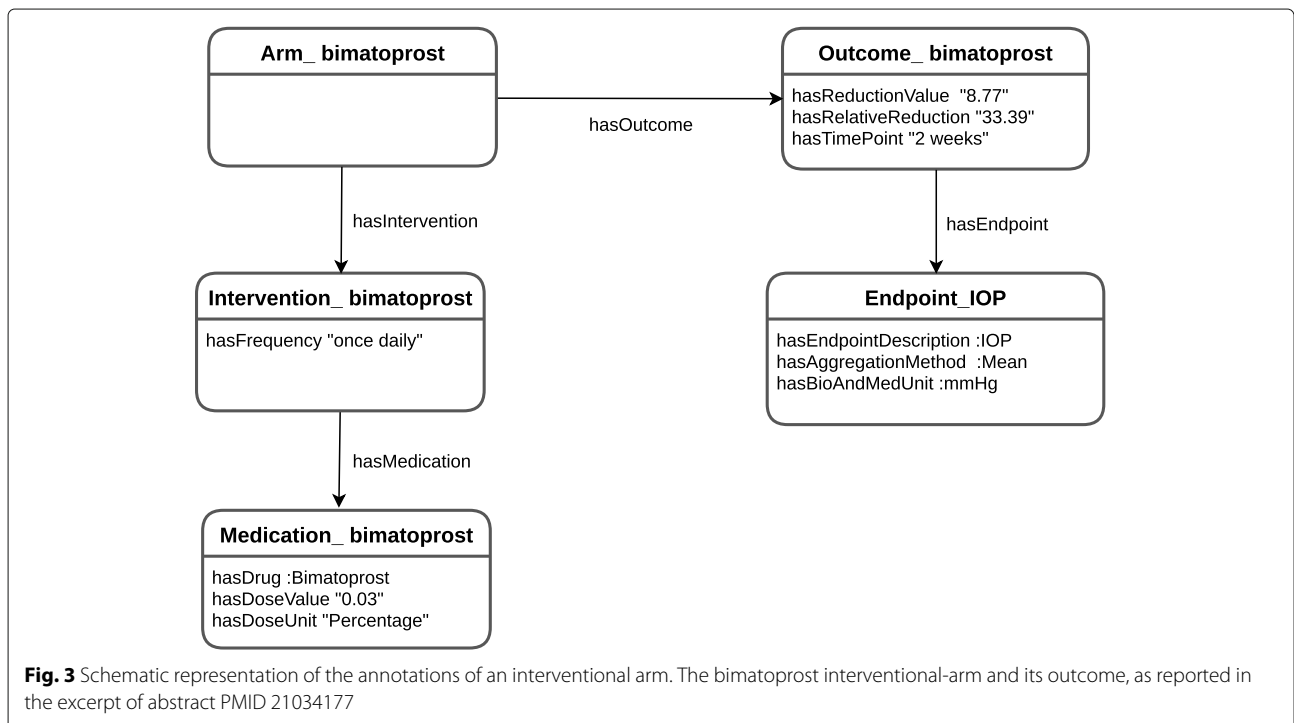 Arm_ bimatoprost
Outcome_ bimatoprost
hasReductionValue "8.77"
hasRelativeReduction "33.39"
hasTimePoint "2 weeks"
hasOutcome
hasIntervention
hasEndpoint
Intervention_ bimatoprost
hasFrequency "once daily"
Endpoint_IOP
hasEndpointDescription :IOP
hasAggregationMethod :Mean
hasBioAndMedUnit :mmHg
hasMedication
Medication_ bimatoprost
hasDrug :Bimatoprost
hasDoseValue "0.03"
hasDoseUnit "Percentage"
Fig. 3 Schematic representation of the annotations of an interventional arm. The bimatoprost interventional-arm and its outcome, as reported in
the excerpt of abstract PMID 21034177